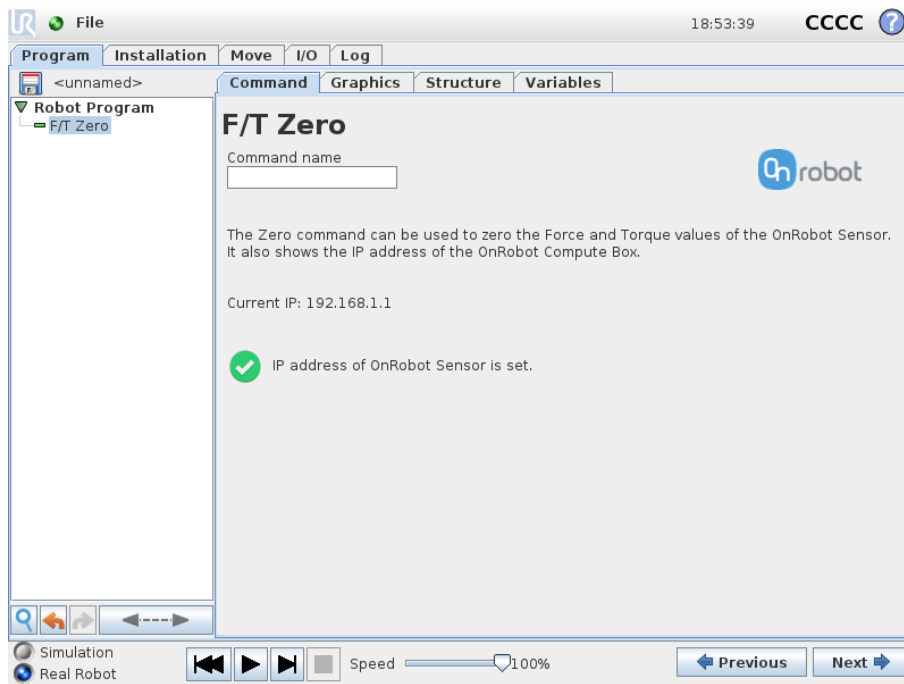 File
18:53:39
CCCC
?
Program
Installation
Move
I/O
Log
<unnamed>
Command
Graphics
Structure
Variables
Robot Program
F/T Zero
F/T Zero
Command name
On robot
The Zero command can be used to zero the Force and Torque values of the OnRobot Sensor.
It also shows the IP address of the OnRobot Compute Box.
Current IP: 192.168.1.1
IP address of OnRobot Sensor is set.
Simulation
Real Robot
Speed
100%
Previous
Next